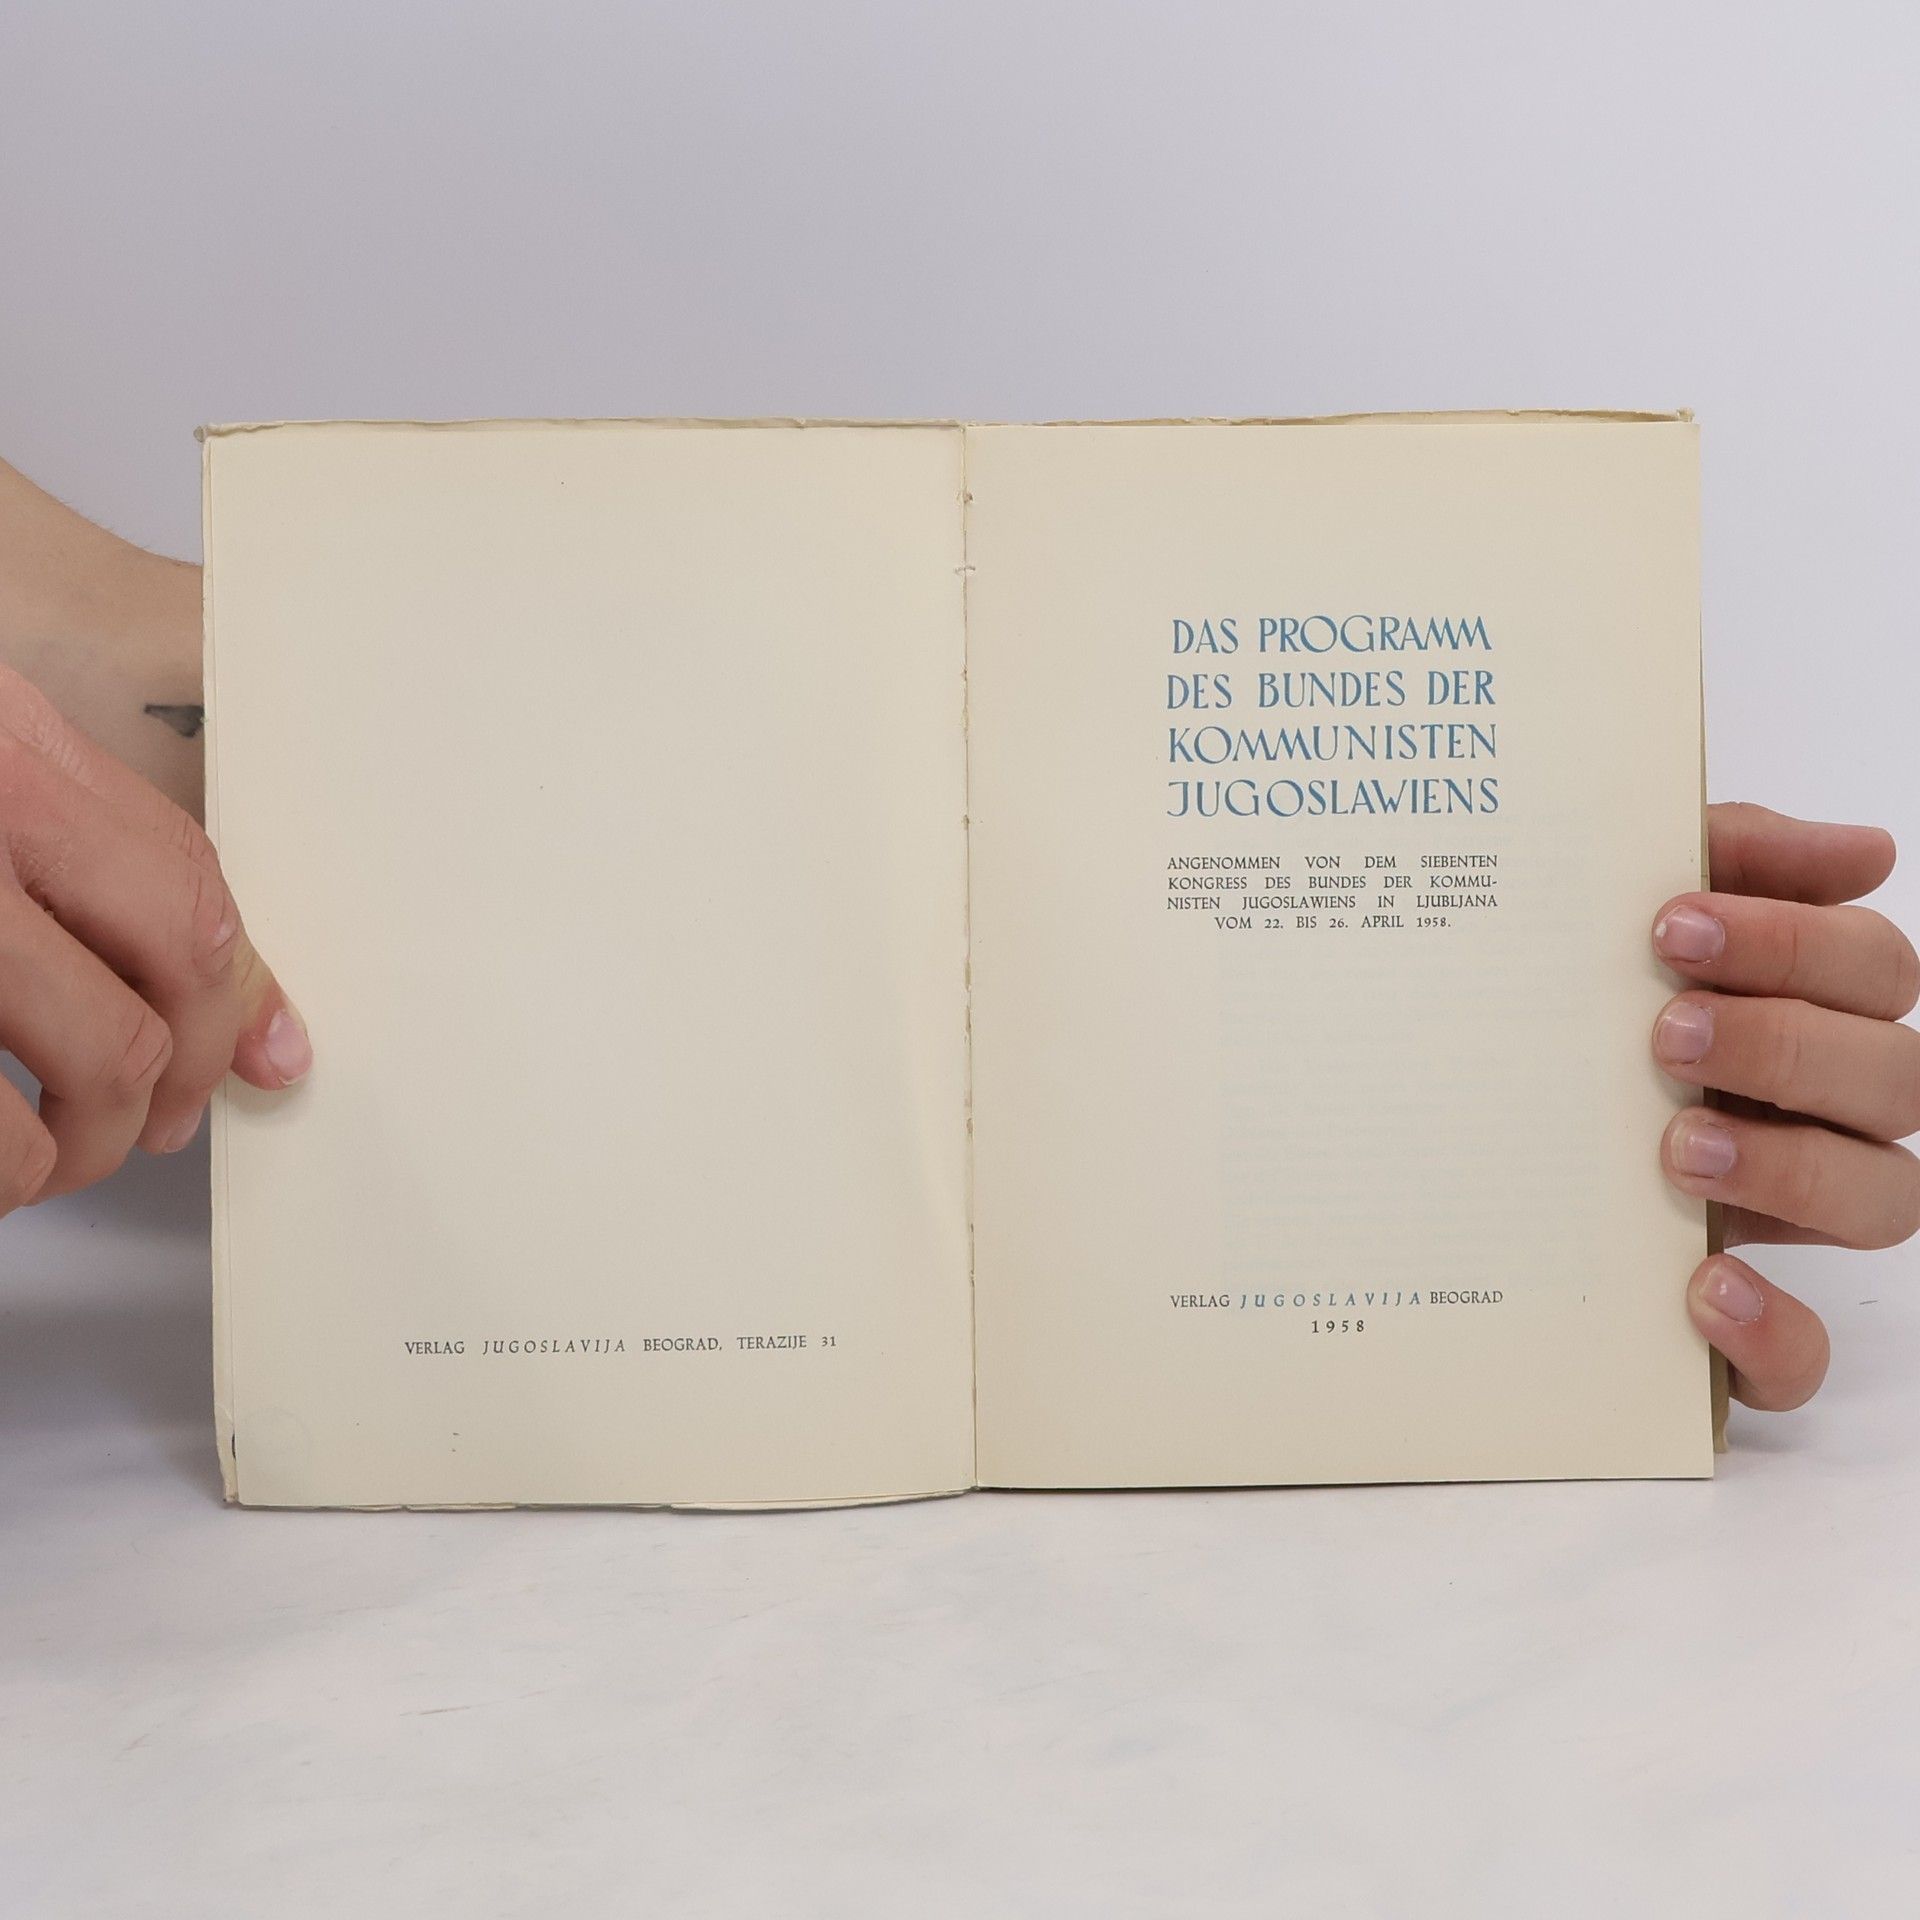 VERLAG JUGOSLAVIJA BEOGRAD, TERAZIJE 31
DAS PROGRAMM
DES BUNDES DER
KOMMUNISTEN
JUGOSLAWIENS
ANGENOMMEN VON DEM SIEBENTEN
KONGRESS DES BUNDES DER KOMMU-
NISTEN JUGOSLAWIENS IN LJUBLJANA
VOM 22. BIS 26. APRIL 1958.
VERLAG JUGOSLAVIJA BEOGRAD
1958